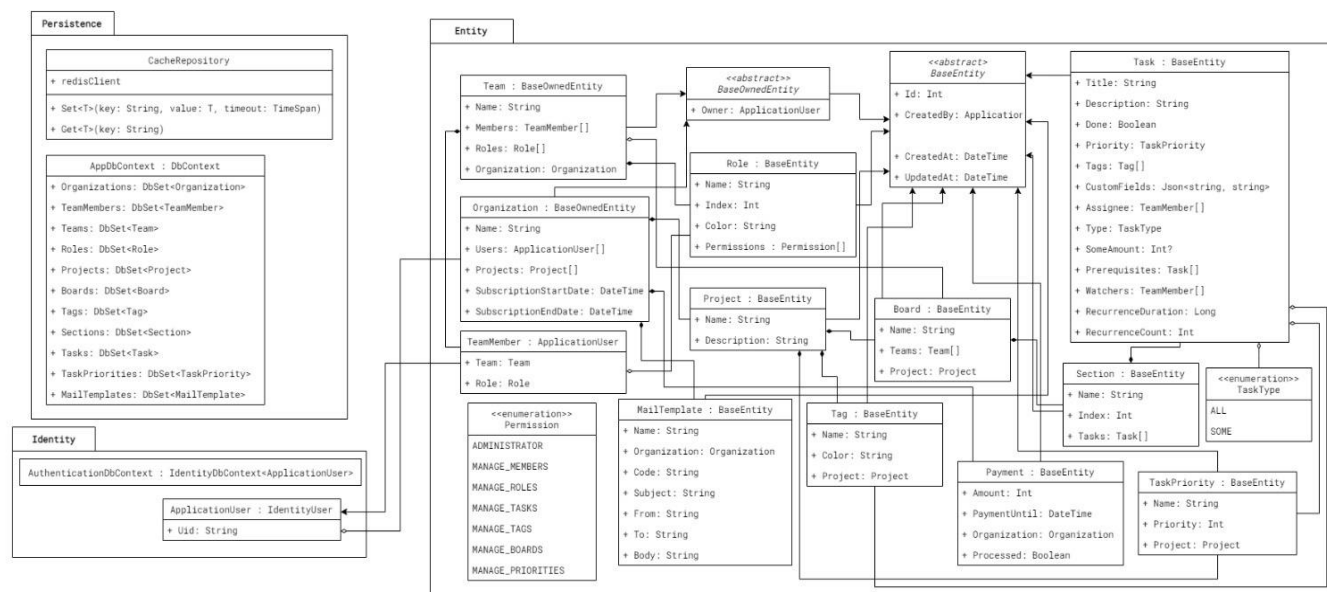 Persistence
CacheRepository
+ redisClient
+ Set<T>(key: String, value: T, timeout: TimeSpan)
+ Get<T>(key: String)
AppDbContext : DbContext
+ Organizations: DbSet<Organization>
+ TeamMembers: DbSet<TeamMember>
+ Teams: DbSet<Team>
+ Roles: DbSet<Role>
+ Projects: DbSet<Project>
+ Boards: DbSet<Board>
+ Tags: DbSet<Tag>
+ Sections: DbSet<Section>
+ Tasks: DbSet<Task>
+ TaskPriorities: DbSet<TaskPriority>
+ MailTemplates: DbSet<MailTemplate>
Identity
AuthenticationDbContext : IdentityDbContext<ApplicationUser>
ApplicationUser : IdentityUser
+ Uid: String
Entity
Team : BaseOwnedEntity
+ Name: String
+ Members: TeamMember[]
+ Roles: Role[]
+ Organization: Organization
<<abstract>>
BaseOwnedEntity
+ Owner: ApplicationUser
<<abstract>
BaseEntity
+ Id: Int
+ CreatedBy: Application
+ CreatedAt: DateTime
+ UpdatedAt: DateTime
Task : BaseEntity
+ Title: String
+ Description: String
+ Done: Boolean
+ Priority: TaskPriority
+ Tags: Tag[]
+ CustomFields: Json<string, string>
+ Assignee: TeamMember[]
+ Type: TaskType
+ SomeAmount: Int?
+ Prerequisites: Task[]
+ Watchers: TeamMember[]
+ RecurrenceDuration: Long
+ RecurrenceCount: Int
Role : BaseEntity
+ Name: String
+ Index: Int
+ Color: String
+ Permissions : Permission[]
Organization : BaseOwnedEntity
+ Name: String
+ Users: ApplicationUser[]
+ Projects: Project[]
+ SubscriptionStartDate: DateTime
+ SubscriptionEndDate: DateTime
Project : BaseEntity
+ Name: String
+ Description: String
Board : BaseEntity
+ Name: String
+ Teams: Team[]
+ Project: Project
TeamMember : ApplicationUser
+ Team: Team
+ Role: Role
Section : BaseEntity
+ Name: String
+ Index: Int
+ Tasks: Task[]
<<enumeration>>
TaskType
ALL
SOME
<<enumeration>>
Permission
ADMINISTRATOR
MANAGE_MEMBERS
MANAGE_ROLES
MANAGE_TASKS
MANAGE_TAGS
MANAGE_BOARDS
MANAGE_PRIORITIES
MailTemplate : BaseEntity
+ Name: String
+ Organization: Organization
+ Code: String
+ Subject: String
+ From: String
+ To: String
+ Body: String
Tag : BaseEntity
+ Name: String
+ Color: String
+ Project: Project
Payment : BaseEntity
+ Amount: Int
+ PaymentUntil: DateTime
+ Organization: Organization
+ Processed: Boolean
TaskPriority : BaseEntity
+ Name: String
+ Priority: Int
+ Project: Project